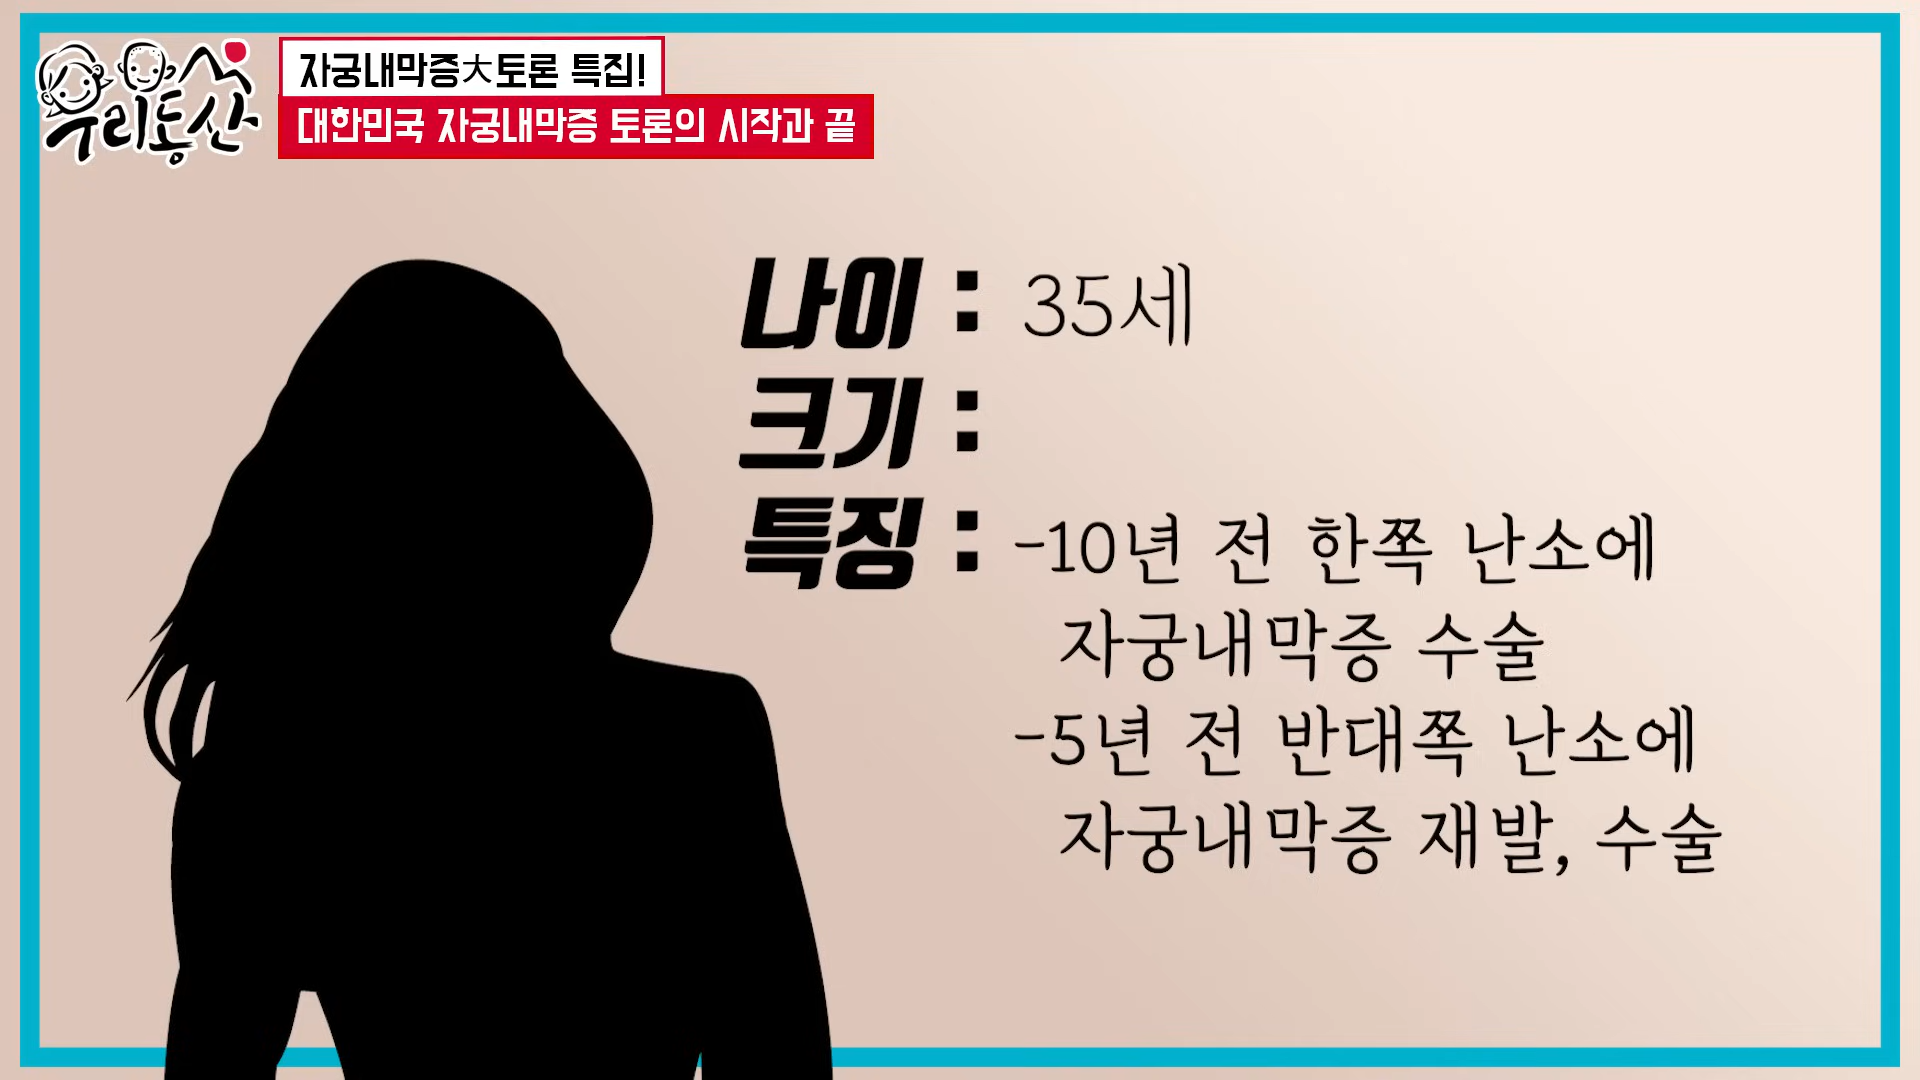 우리동산
자궁내막증大토론 특집!
대한민국 자궁내막증 토론의 시작과 끝
나이 : 35세
크기 :
특징 : -10년 전 한쪽 난소에
자궁내막증 수술
-5년 전 반대쪽 난소에
자궁내막증 재발, 수술